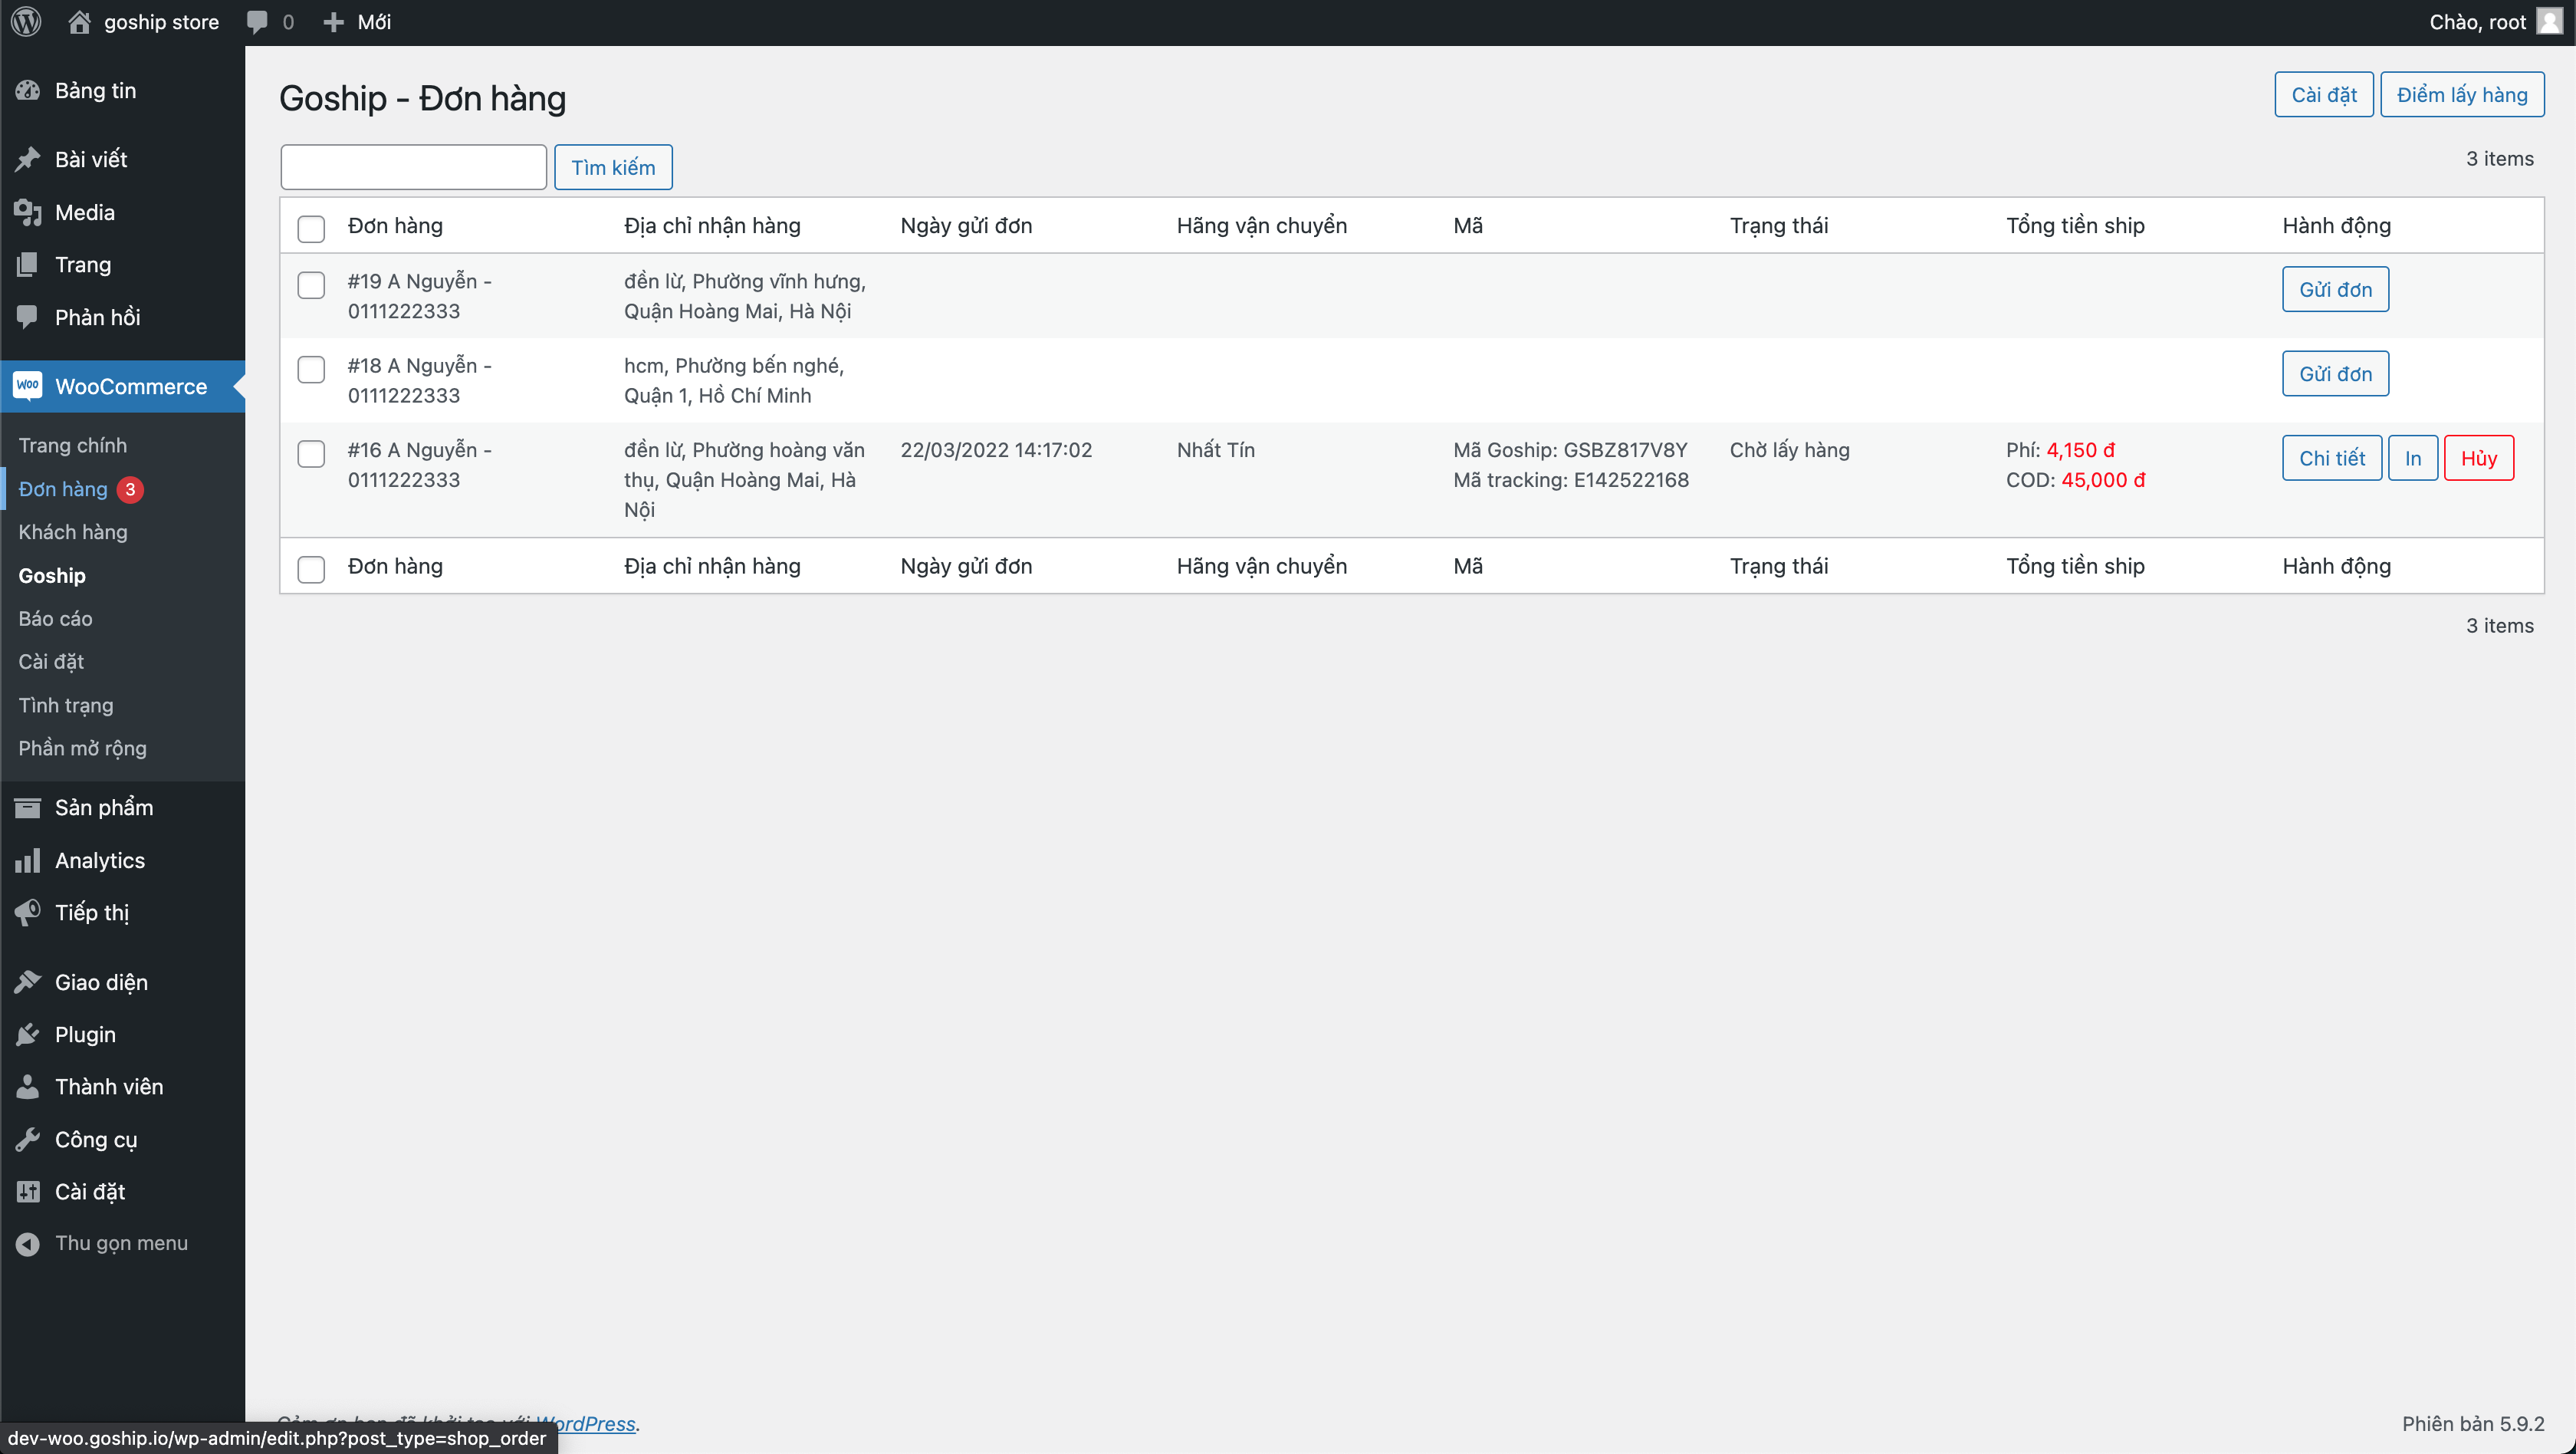 goship store
0
Mới
Chào, root
Bảng tin
Bài viết
Media
Trang
Phản hồi
woo
WooCommerce
Trang chính
Đơn hàng 3
Khách hàng
Goship
Báo cáo
Cài đặt
Tình trạng
Phần mở rộng
Sản phẩm
Analytics
Tiếp thị
Giao diện
Plugin
Thành viên
Công cụ
Cài đặt
Thu gọn menu
Goship - Đơn hàng
Cài đặt
Điểm lấy hàng
Tìm kiếm
3 items
Đơn hàng Địa chỉ nhận hàng Ngày gửi đơn Hãng vận chuyển Mã Trạng thái Tổng tiền ship Hành động
#19 A Nguyễn -
0111222333
đền lừ, Phường vĩnh hưng,
Quận Hoàng Mai, Hà Nội
Gửi đơn
#18 A Nguyễn -
0111222333
hcm, Phường bến nghé,
Quận 1, Hồ Chí Minh
Gửi đơn
#16 A Nguyễn -
0111222333
đền lừ, Phường hoàng văn
thụ, Quận Hoàng Mai, Hà
Nội
22/03/2022 14:17:02
Nhất Tín
Mã Goship: GSBZ817V8Y
Mã tracking: E142522168
Chờ lấy hàng
Phí: 4,150 đ
COD: 45,000 đ
Chi tiết
In
Hủy
Đơn hàng Địa chỉ nhận hàng Ngày gửi đơn Hãng vận chuyển Mã Trạng thái Tổng tiền ship Hành động
3 items
Cảm ơn bạn đã khởi tạo với WordPress.
Phiên bản 5.9.2
dev-woo.goship.io/wp-admin/edit.php?post_type=shop_order